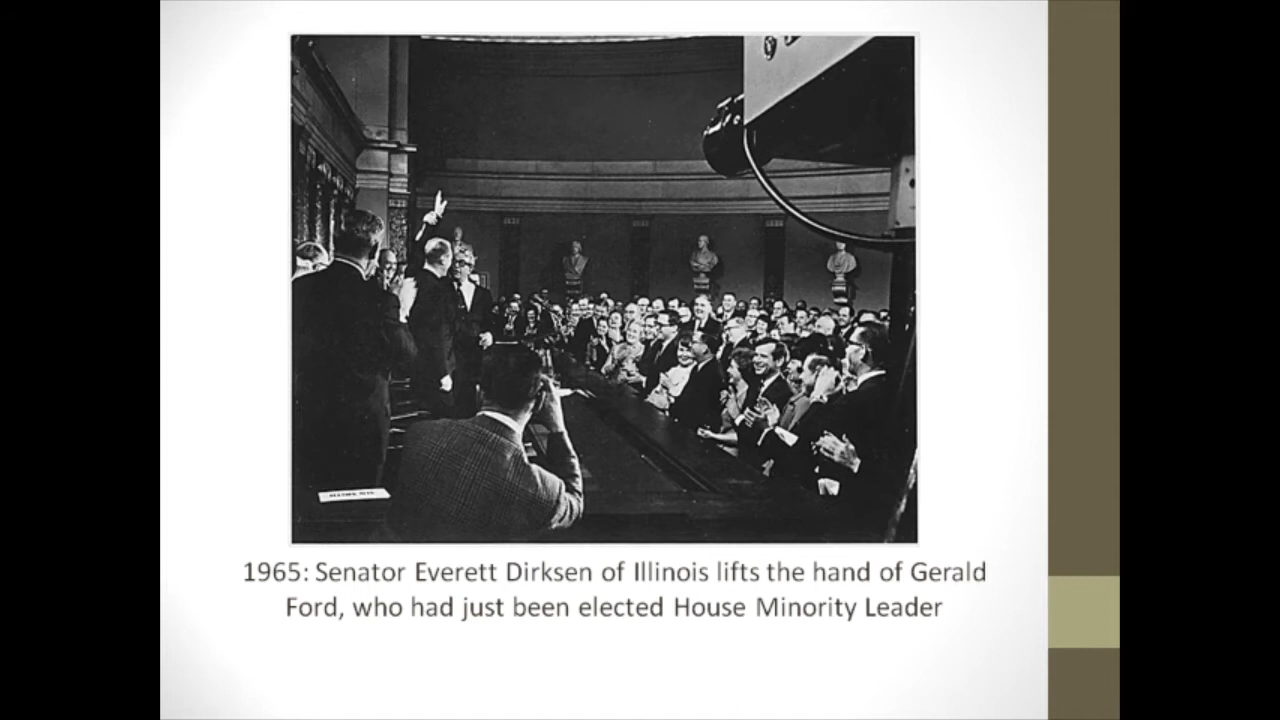 1965: Senator Everett Dirksen of Illinois lifts the hand of Gerald
Ford, who had just been elected House Minority Leader